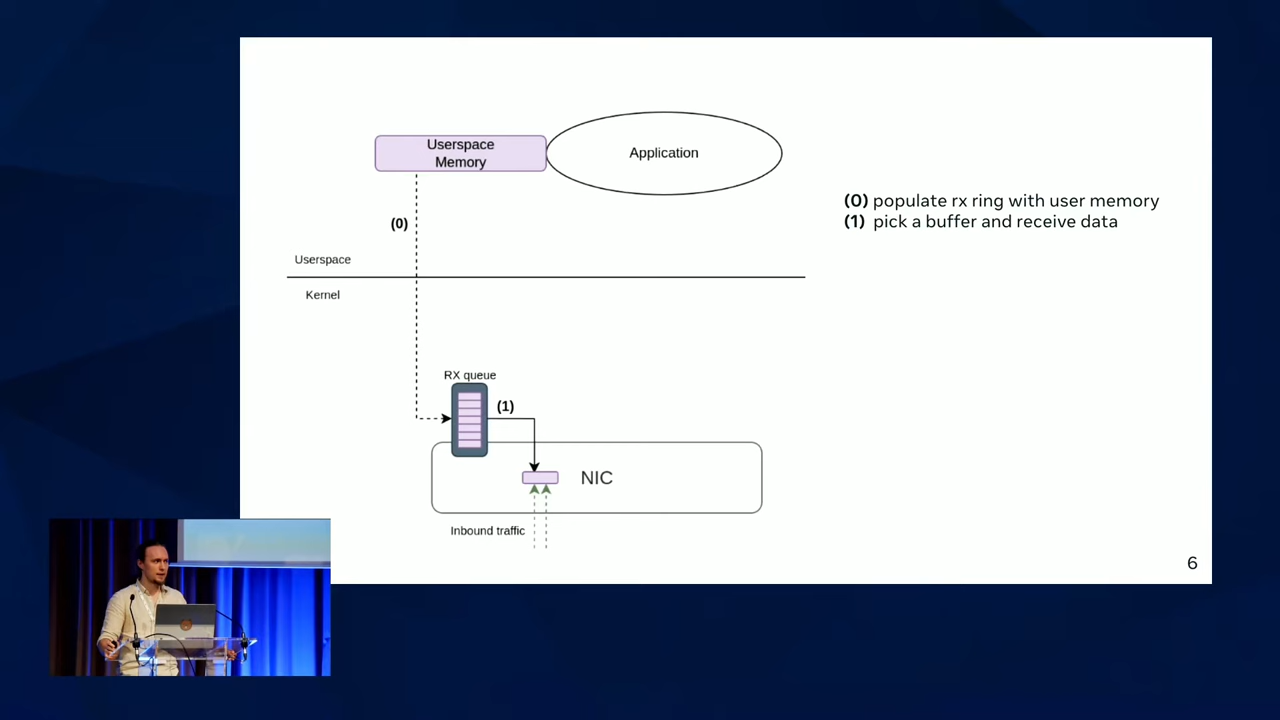 Userspace
Memory
Application
(0) populate rx ring with user memory
(1) pick a buffer and receive data
(0)
Userspace
Kernel
RX queue
(1)
NIC
Inbound traffic
6